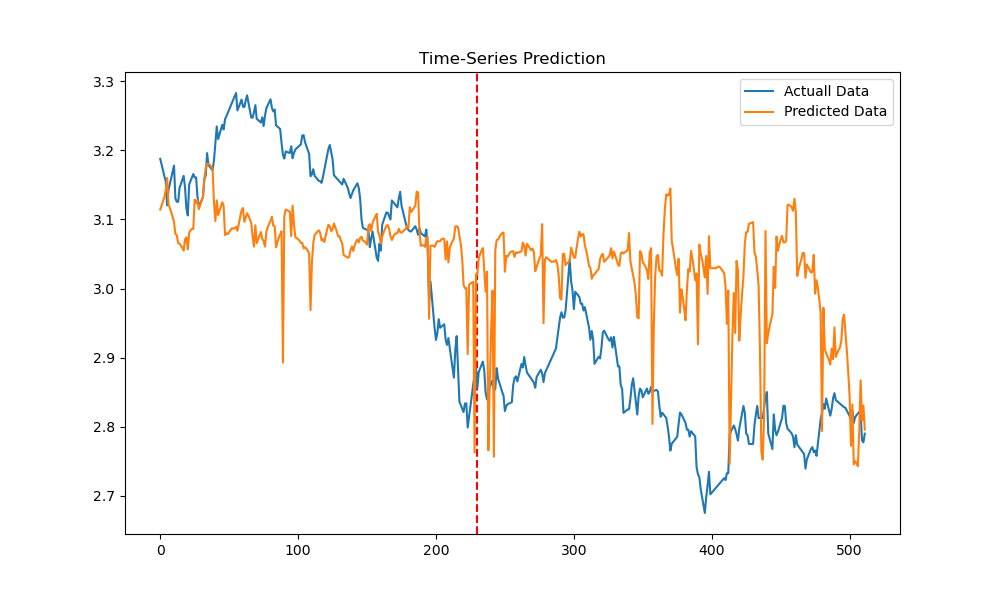 Time-Series Prediction
Actuall Data
Predicted Data
3.3
3.2
3.1
3.0
2.9
2.8
2.7
0 100 200 300 400 500